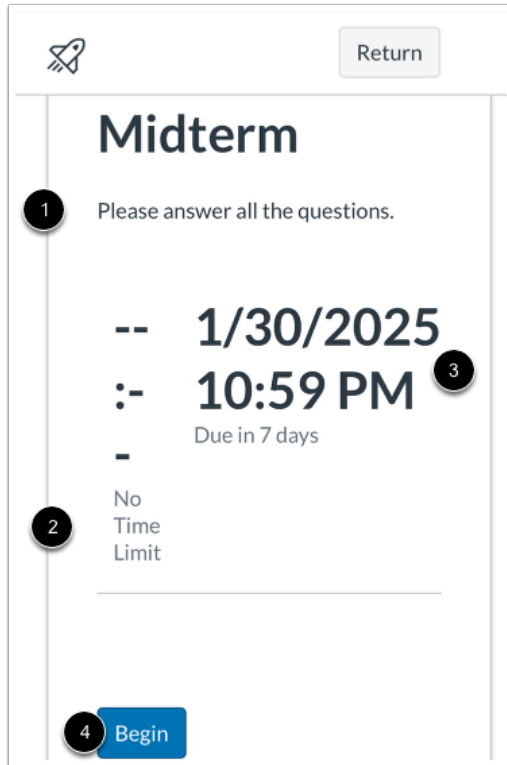 Return
Midterm
1
Please answer all the questions.
-- 1/30/2025
:- 10:59 PM
3
- Due in 7 days
2
No
Time
Limit
4
Begin